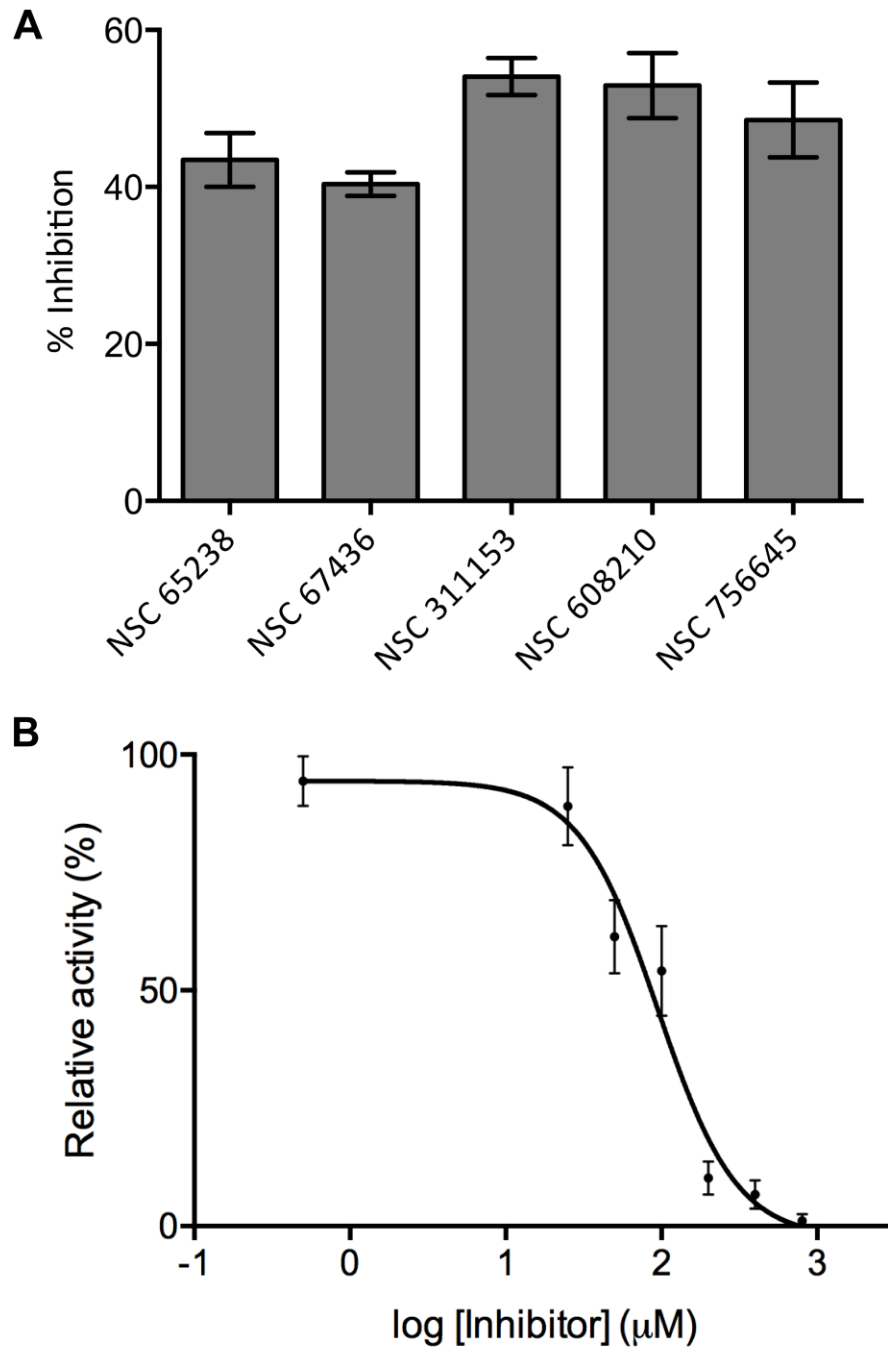 A
60
40
20
0
% Inhibition
NSC 65238
NSC 67436
NSC 311153
NSC 608210
NSC 756645
B
100
50
0
Relative activity (%)
-1 0 1 2 3
log [Inhibitor] (μM)